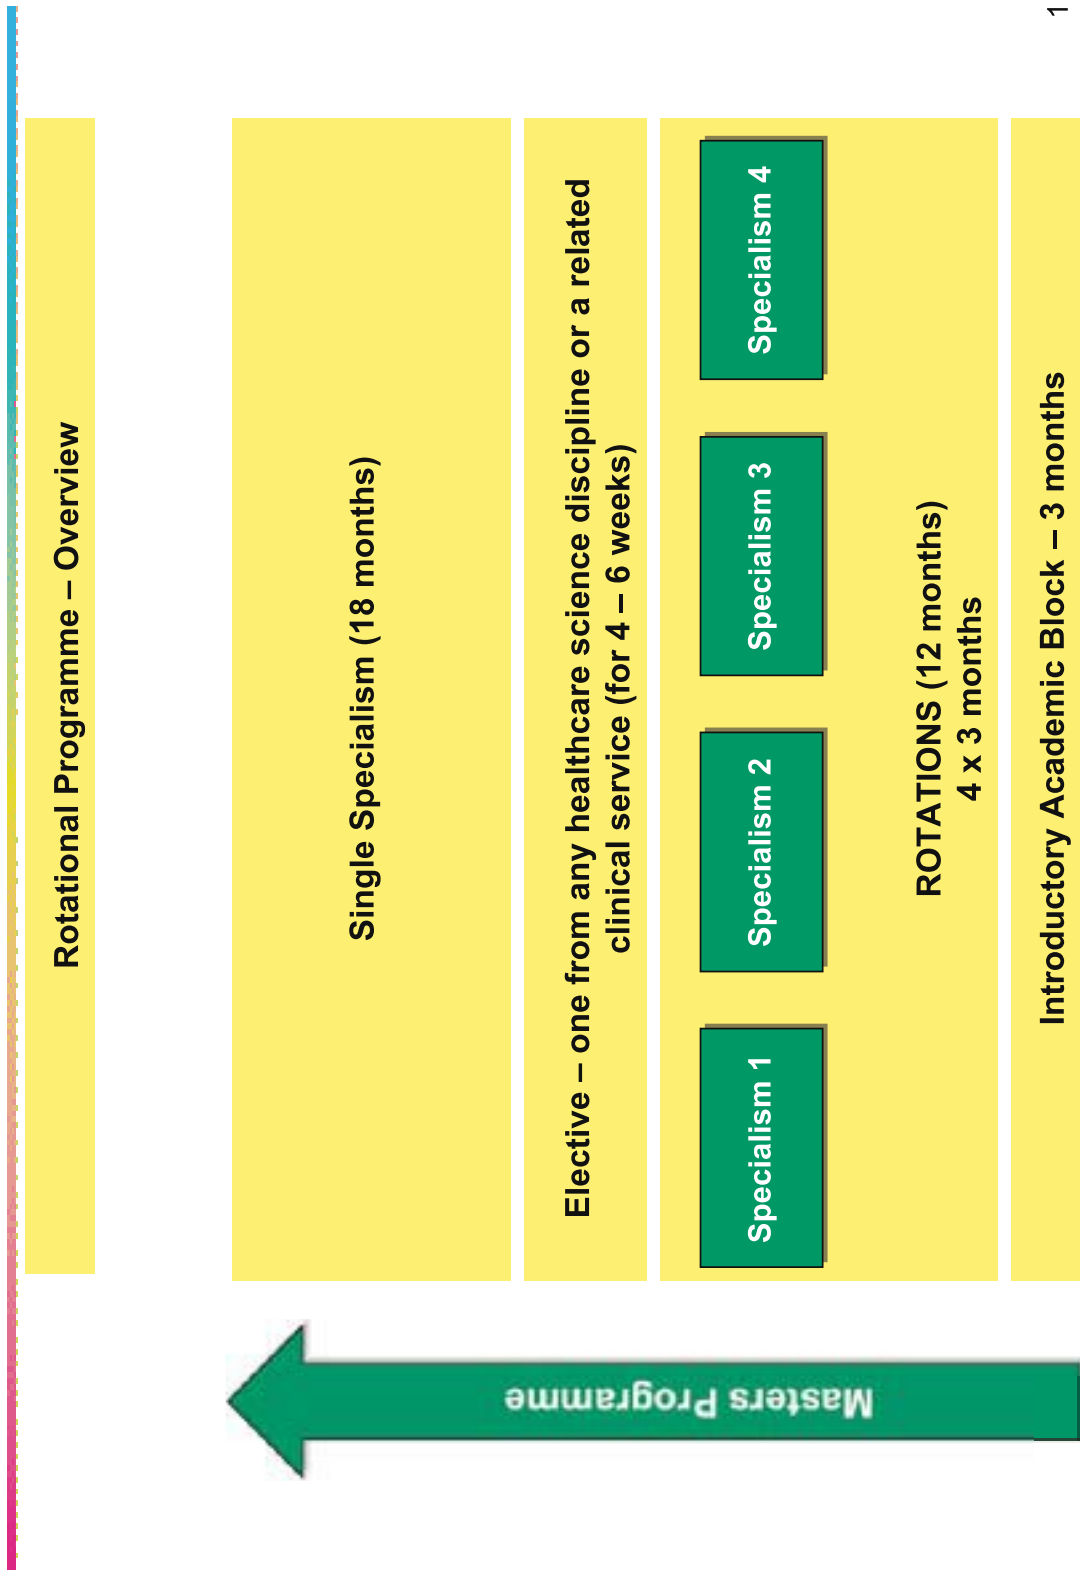 Rotational Programme – Overview
Single Specialism (18 months)
Elective – one from any healthcare science discipline or a related
clinical service (for 4 – 6 weeks)
Specialism 1
Specialism 2
Specialism 3
Specialism 4
ROTATIONS (12 months)
4 x 3 months
Introductory Academic Block – 3 months
Masters Programme
1